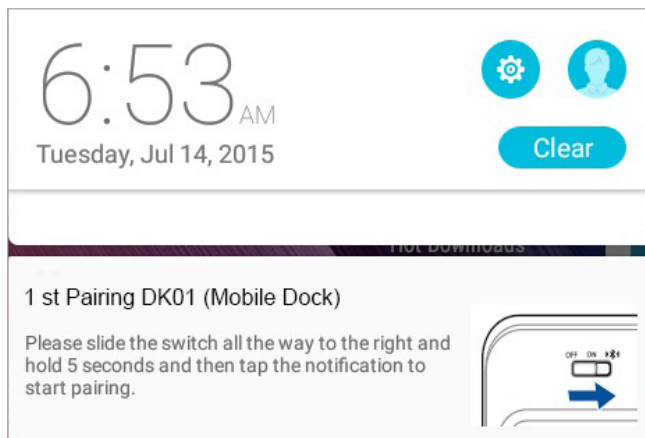 6:53 AM
Tuesday, Jul 14, 2015
Clear
Hot Downloads
1 st Pairing DK01 (Mobile Dock)
Please slide the switch all the way to the right and
hold 5 seconds and then tap the notification to
start pairing.
OFF ON